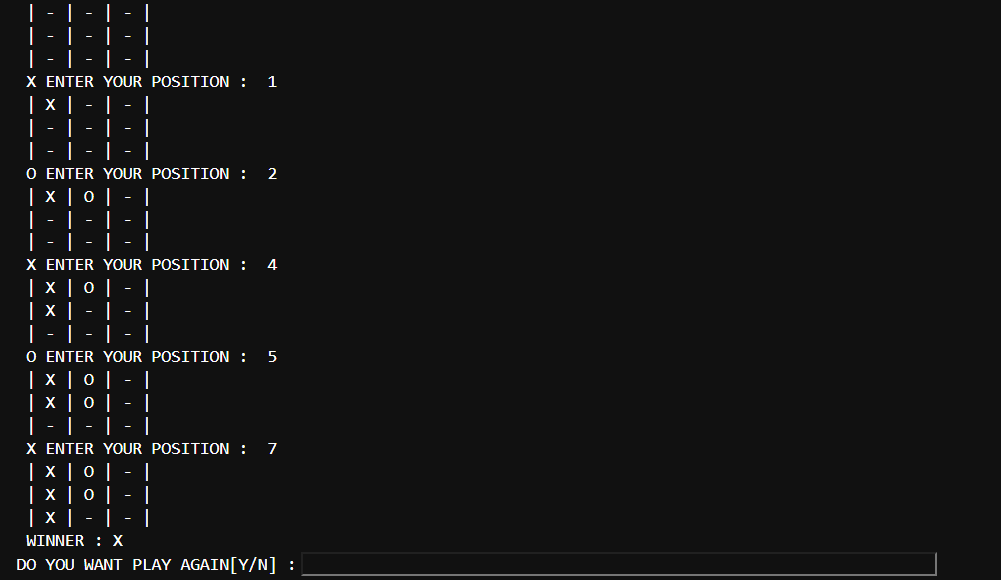 | - | - | - |
| - | - | - |
| - | - | - |
X ENTER YOUR POSITION : 1
| X | - | - |
| - | - | - |
| - | - | - |
O ENTER YOUR POSITION : 2
| X | O | - |
| - | - | - |
| - | - | - |
X ENTER YOUR POSITION : 4
| X | O | - |
| X | - | - |
| - | - | - |
O ENTER YOUR POSITION : 5
| X | O | - |
| X | O | - |
| - | - | - |
X ENTER YOUR POSITION : 7
| X | O | - |
| X | O | - |
| X | - | - |
WINNER : X
DO YOU WANT PLAY AGAIN[Y/N] :